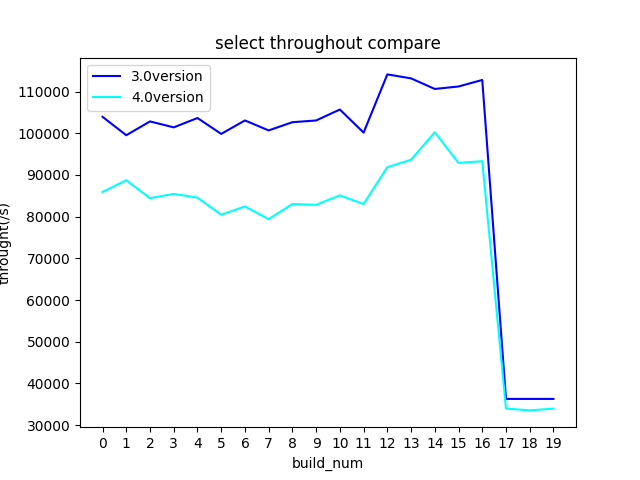 select throughout compare
3.0version
4.0version
110000
100000
90000
80000
70000
60000
50000
40000
30000
throught(/s)
0 1 2 3 4 5 6 7 8 9 10 11 12 13 14 15 16 17 18 19
build_num